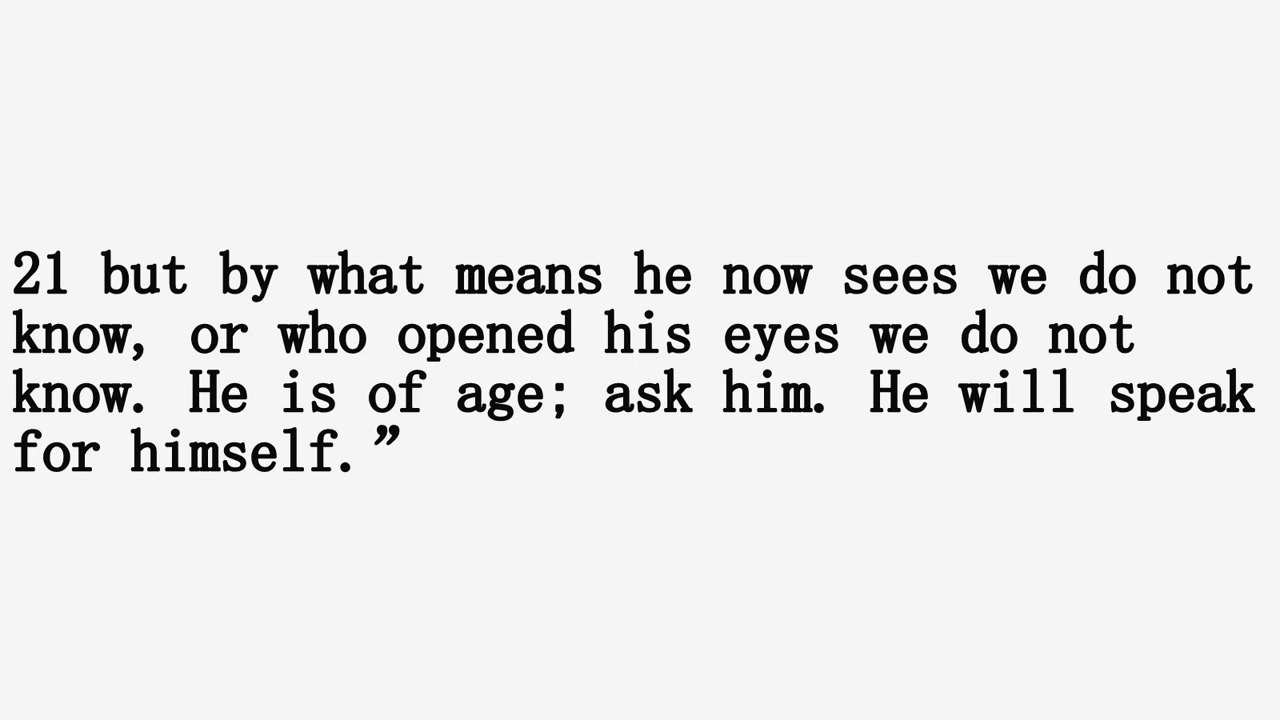 21 but by what means he now sees we do not
know, or who opened his eyes we do not
know. He is of age; ask him. He will speak
for himself.”